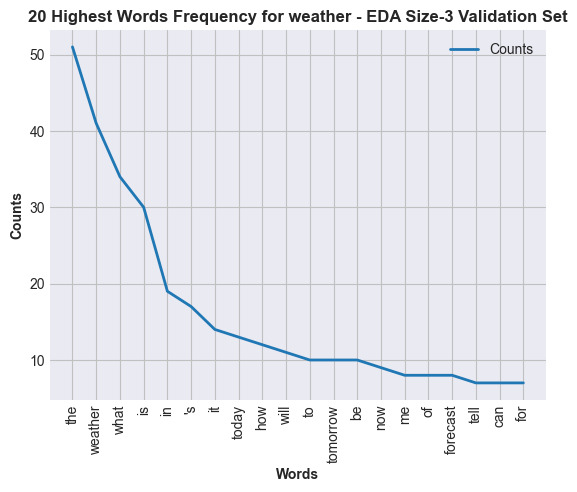 20 Highest Words Frequency for weather - EDA Size-3 Validation Set
Counts
50
40
30
20
10
Counts
the
weather
what
is
in
's
it
today
how
will
to
tomorrow
be
now
me
of
forecast
tell
can
for
Words